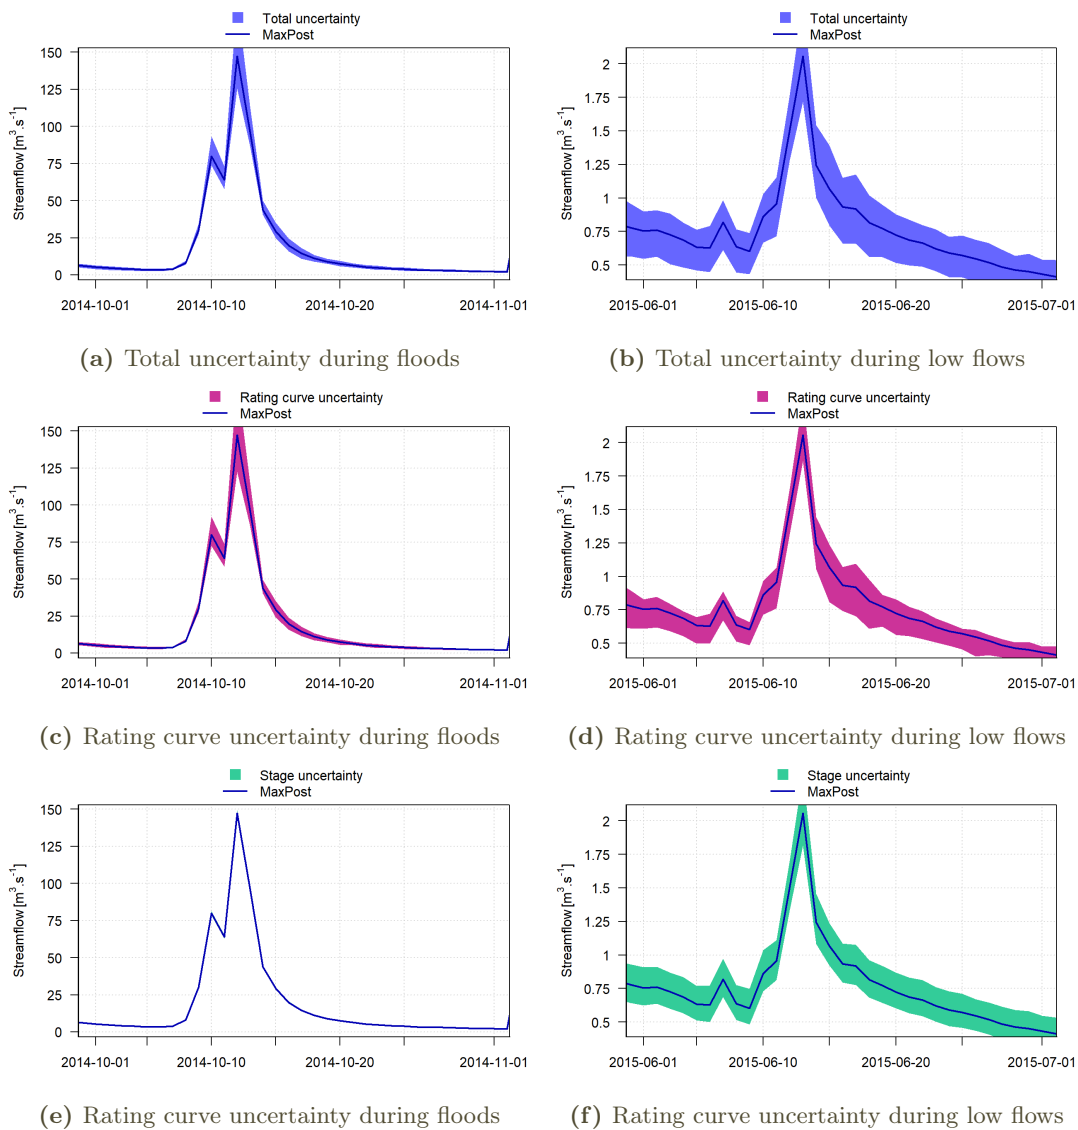 Total uncertainty
MaxPost
Streamflow [m³.s⁻¹]
150
125
100
75
50
25
0
2014-10-01
2014-10-10
2014-10-20
2014-11-01
(a) Total uncertainty during floods
Total uncertainty
MaxPost
Streamflow [m³.s⁻¹]
2
1.75
1.5
1.25
1
0.75
0.5
2015-06-01
2015-06-10
2015-06-20
2015-07-01
(b) Total uncertainty during low flows
Rating curve uncertainty
MaxPost
Streamflow [m³.s⁻¹]
150
125
100
75
50
25
0
2014-10-01
2014-10-10
2014-10-20
2014-11-01
(c) Rating curve uncertainty during floods
Rating curve uncertainty
MaxPost
Streamflow [m³.s⁻¹]
2
1.75
1.5
1.25
1
0.75
0.5
2015-06-01
2015-06-10
2015-06-20
2015-07-01
(d) Rating curve uncertainty during low flows
Stage uncertainty
MaxPost
Streamflow [m³.s⁻¹]
150
125
100
75
50
25
0
2014-10-01
2014-10-10
2014-10-20
2014-11-01
(e) Rating curve uncertainty during floods
Stage uncertainty
MaxPost
Streamflow [m³.s⁻¹]
2
1.75
1.5
1.25
1
0.75
0.5
2015-06-01
2015-06-10
2015-06-20
2015-07-01
(f) Rating curve uncertainty during low flows